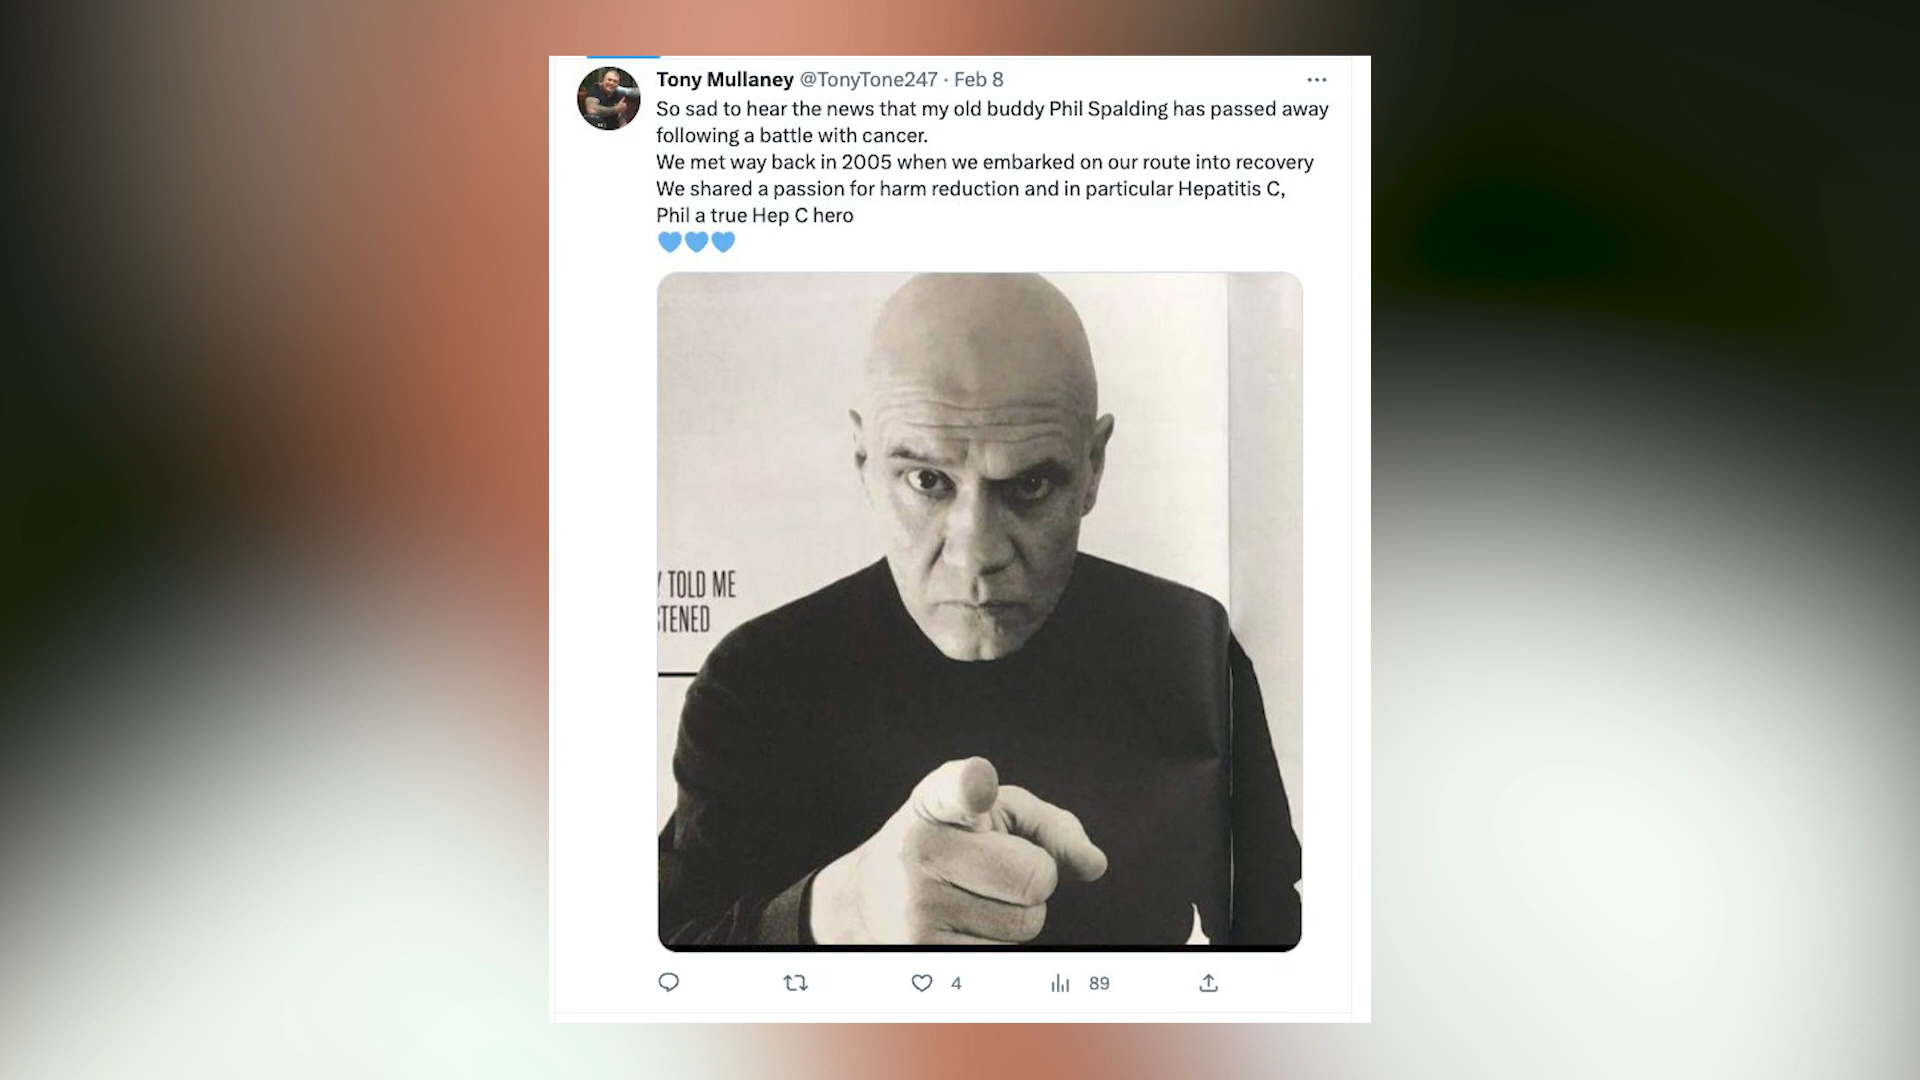 Tony Mullaney @TonyTone247 · Feb 8
So sad to hear the news that my old buddy Phil Spalding has passed away
following a battle with cancer.
We met way back in 2005 when we embarked on our route into recovery
We shared a passion for harm reduction and in particular Hepatitis C,
Phil a true Hep C hero
💙💙💙
TOLD ME
TENED
4 89